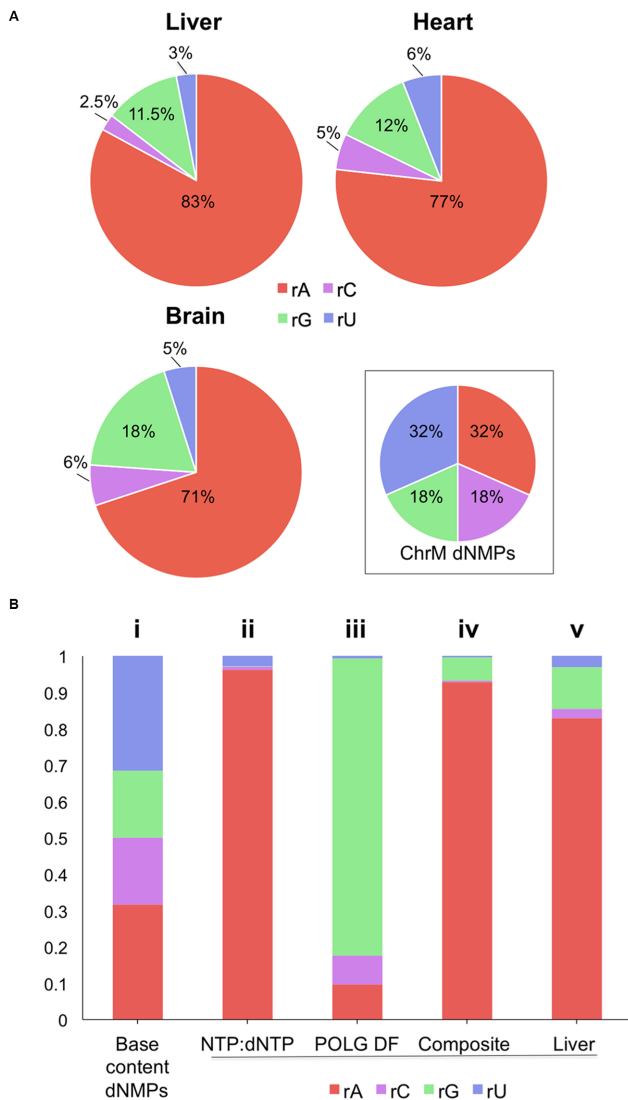 A
Liver
Heart
3%
2.5%
11.5%
83%
6%
5%
12%
77%
rA rC
rG rU
Brain
5%
18%
6%
71%
32% 32%
18% 18%
ChrM dNMPs
B
i ii iii iv v
1
0.9
0.8
0.7
0.6
0.5
0.4
0.3
0.2
0.1
0
Base content dNMPs
NTP:dNTP
POLG DF
Composite
Liver
rA rC rG rU